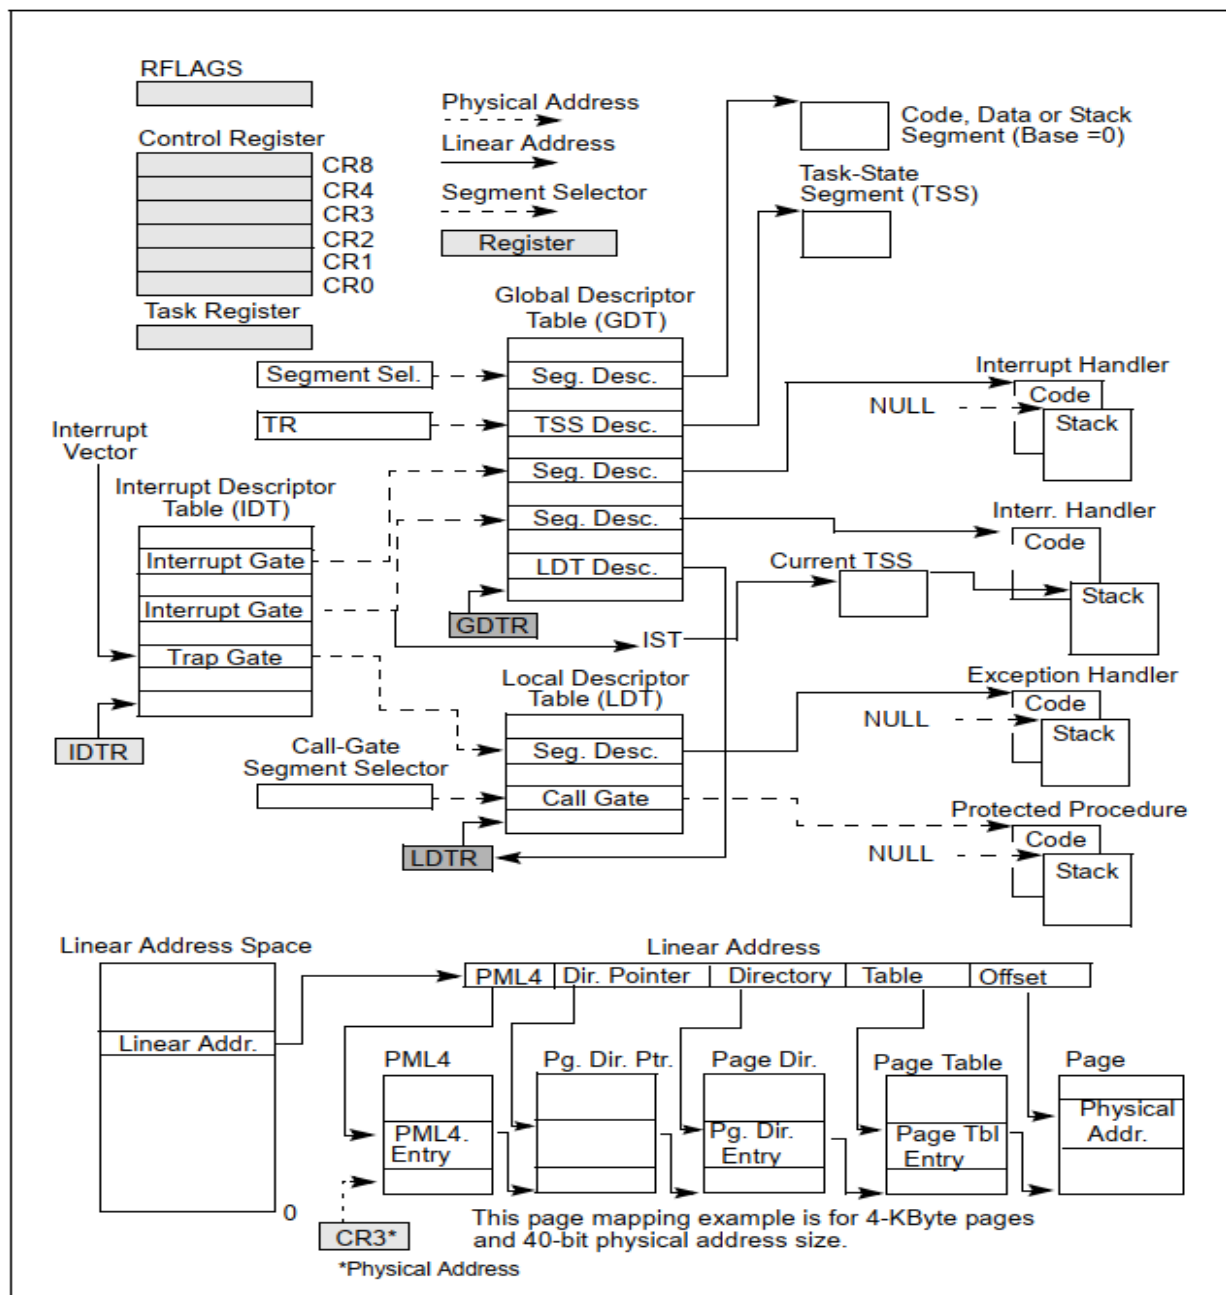 RFLAGS
Control Register
CR8
CR4
CR3
CR2
CR1
CR0
Task Register
Physical Address
Linear Address
Segment Selector
Register
Code, Data or Stack
Segment (Base =0)
Task-State
Segment (TSS)
Global Descriptor
Table (GDT)
Segment Sel.
Seg. Desc.
TR
TSS Desc.
Seg. Desc.
Seg. Desc.
LDT Desc.
GDTR
Interrupt
Vector
Interrupt Descriptor
Table (IDT)
Interrupt Gate
Interrupt Gate
Trap Gate
IDTR
Interrupt Handler
Code
NULL
Stack
Interr. Handler
Code
Current TSS
Stack
IST
Local Descriptor
Table (LDT)
Seg. Desc.
Call-Gate
Segment Selector
Call Gate
LDTR
Exception Handler
Code
NULL
Stack
Protected Procedure
Code
NULL
Stack
Linear Address Space
Linear Addr.
0
Linear Address
PML4 Dir. Pointer Directory Table Offset
PML4
Pg. Dir. Ptr.
Page Dir.
Page Table
Page
PML4.
Entry
Pg. Dir.
Entry
Page Tbl
Entry
Physical
Addr.
CR3*
*Physical Address
This page mapping example is for 4-KByte pages
and 40-bit physical address size.